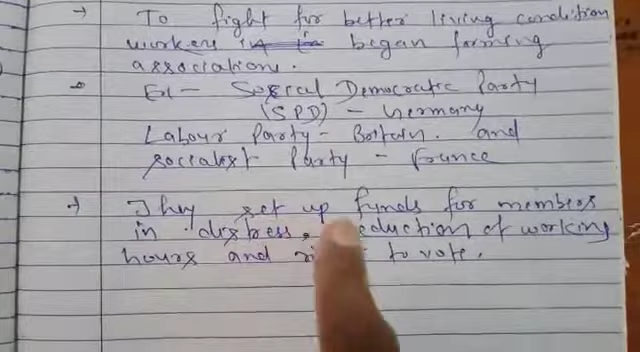 → To fight for better living condition
workers began forming
associations.
→ Ex - Social Democratic Party
(SPD) - Germany
Labour Party - Britain. and
socialist Party - France
→ They set up funds for members
in distress, eduction of working
hours and to vote.